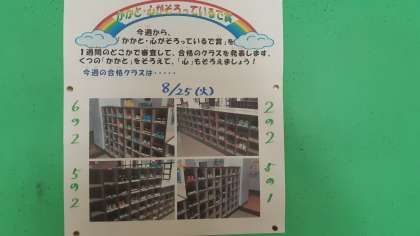 かかと・心がそろっているで賞
今週から、
「かかと・心がそろっているで賞」を
1週間のどこかで審査して、合格のクラスを発表します。
くつの「かかと」をそろえて、「心」もそろえましょう！
今週の合格クラスは・・・・・
8/25(火)
6の2
2の2
5の2
5の1